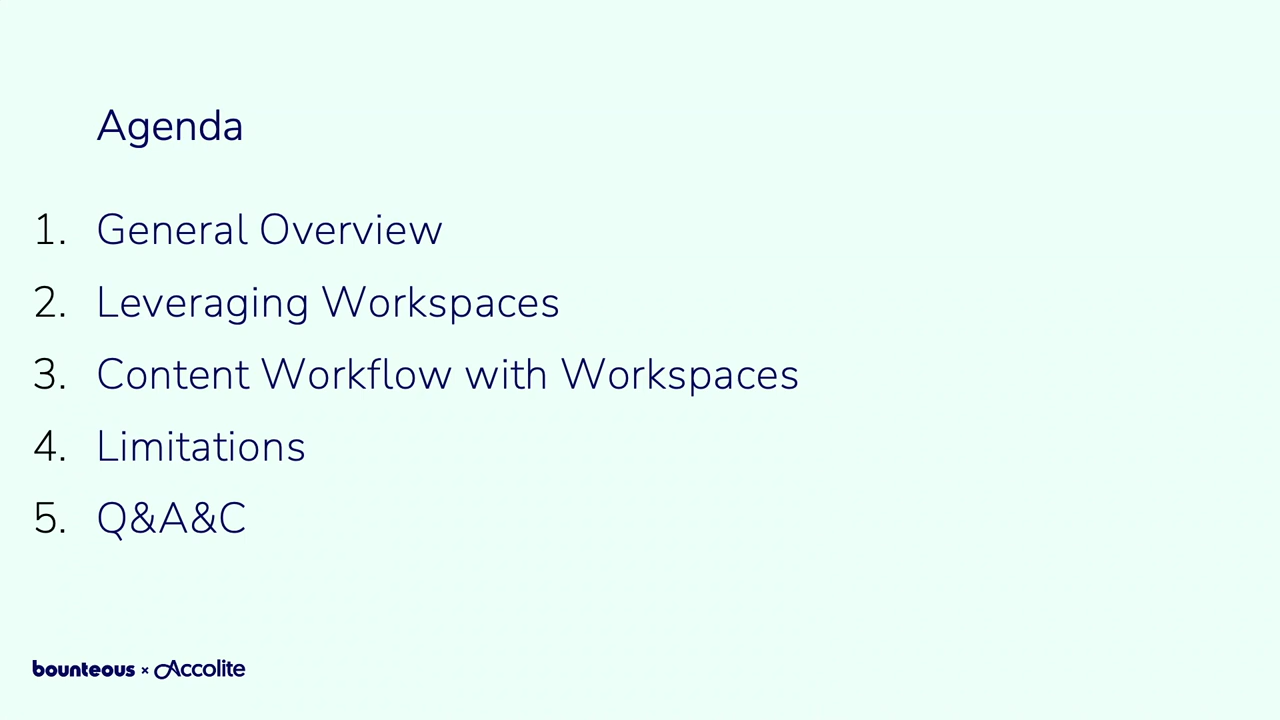 Agenda
1. General Overview
2. Leveraging Workspaces
3. Content Workflow with Workspaces
4. Limitations
5. Q&A&C
bounteous × Accolite